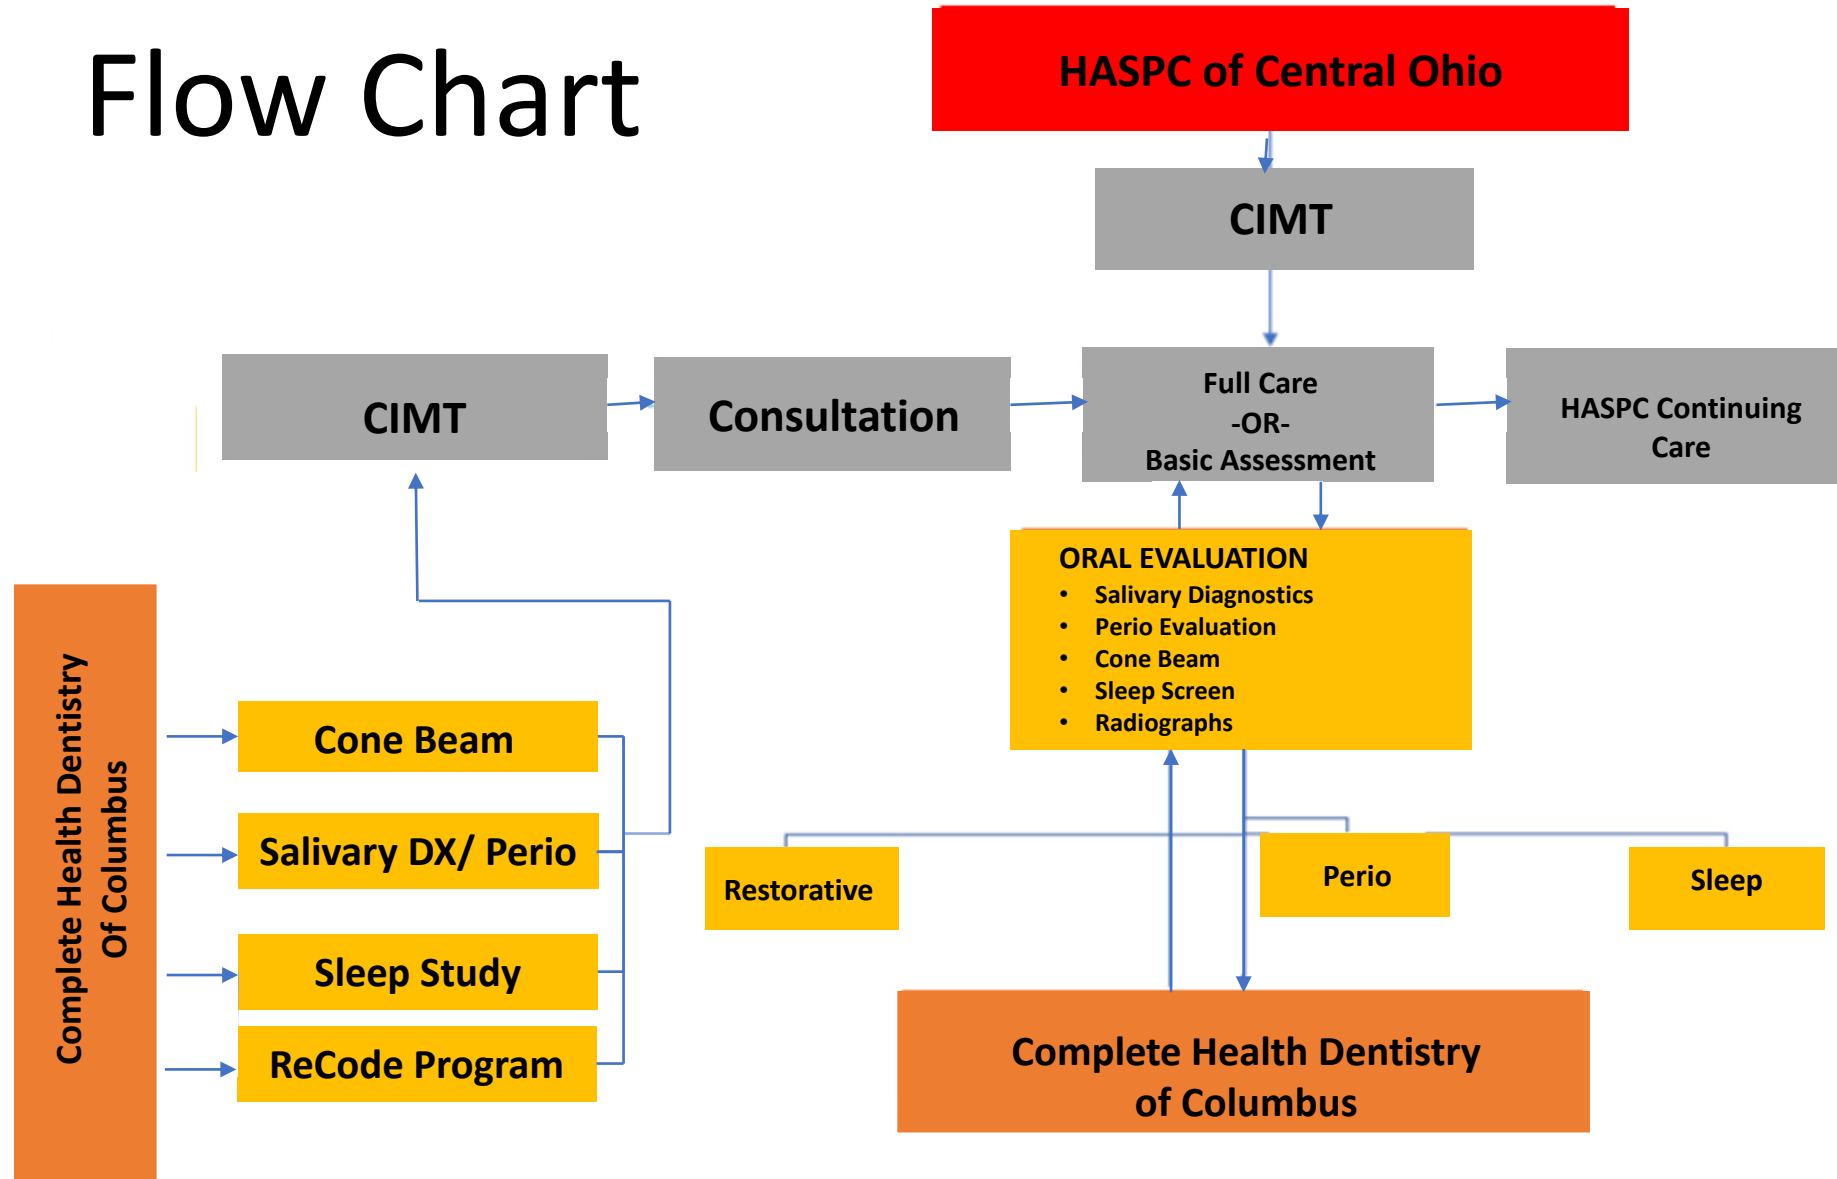 Flow Chart
HASPC of Central Ohio
CIMT
CIMT
Consultation
Full Care
-OR-
Basic Assessment
HASPC Continuing
Care
ORAL EVALUATION
• Salivary Diagnostics
• Perio Evaluation
• Cone Beam
• Sleep Screen
• Radiographs
Complete Health Dentistry
Of Columbus
Cone Beam
Salivary DX/ Perio
Sleep Study
ReCode Program
Restorative
Perio
Sleep
Complete Health Dentistry
of Columbus